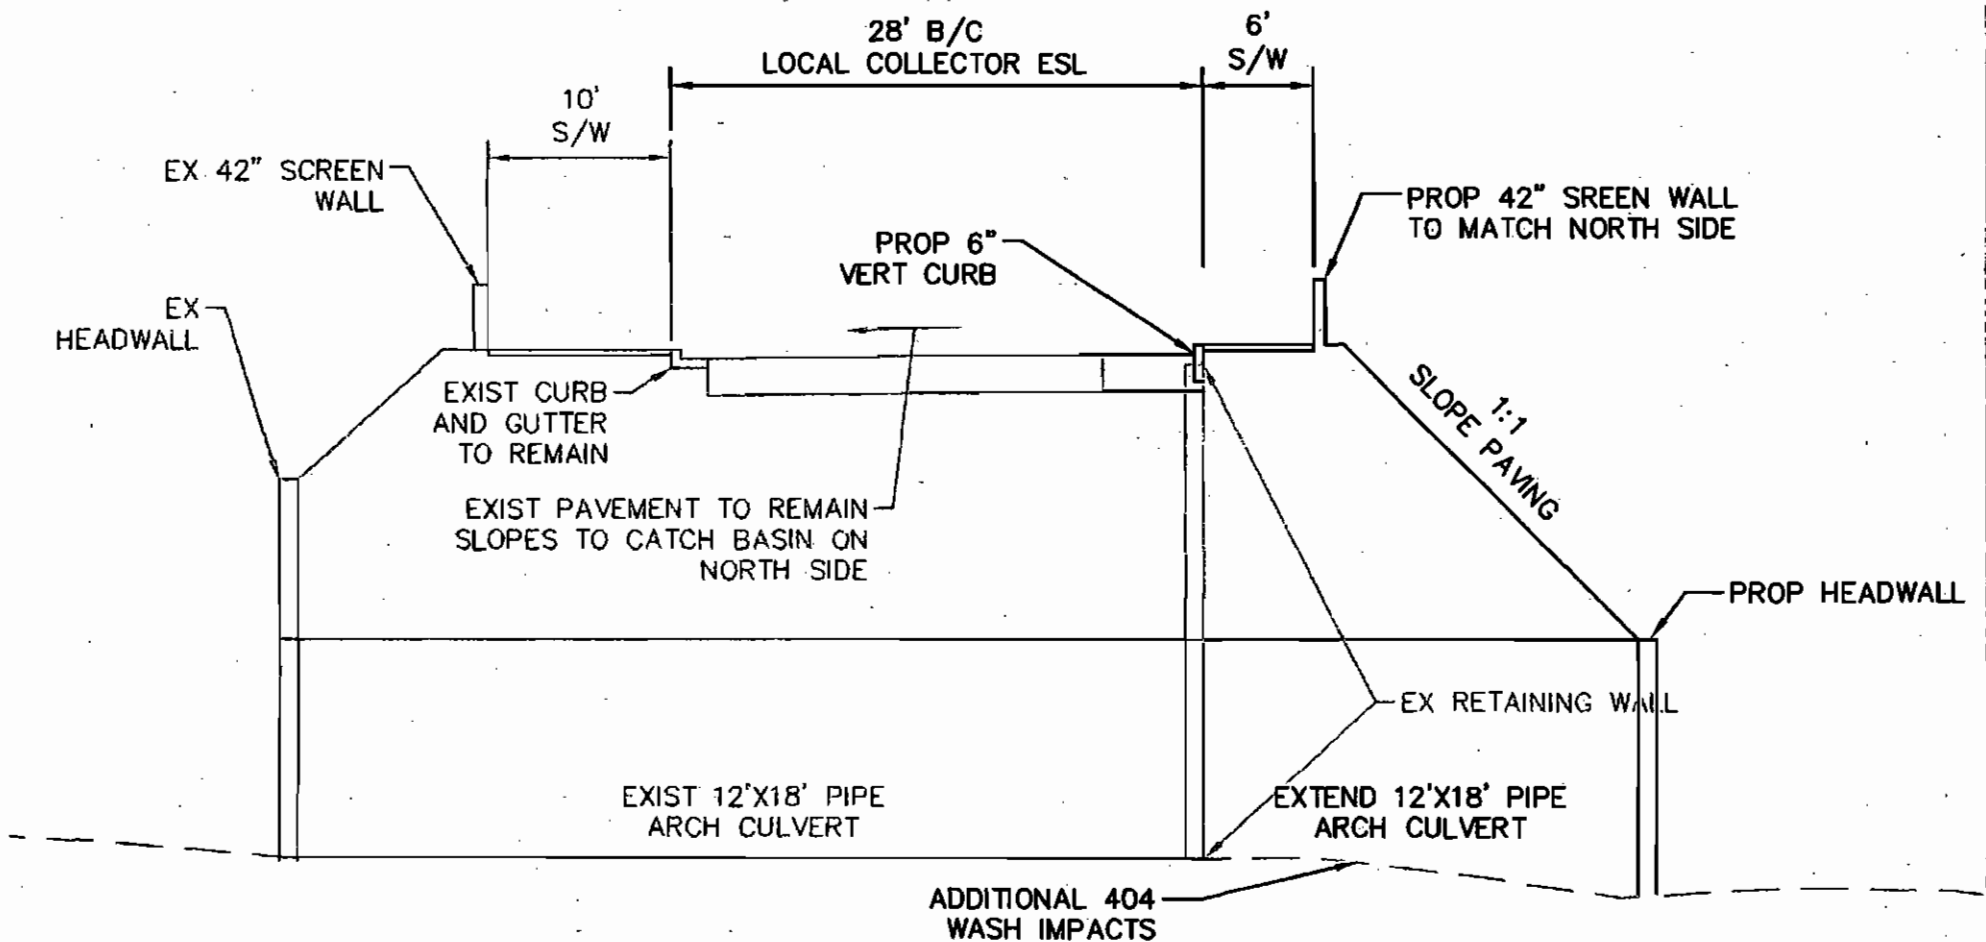 28' B/C
LOCAL COLLECTOR ESL
6'
S/W
10'
S/W
EX 42" SCREEN
WALL
PROP 42" SREEN WALL
TO MATCH NORTH SIDE
PROP 6"
VERT CURB
EX
HEADWALL
EXIST CURB
AND GUTTER
TO REMAIN
1:1
SLOPE PAVING
EXIST PAVEMENT TO REMAIN
SLOPES TO CATCH BASIN ON
NORTH SIDE
PROP HEADWALL
EX RETAINING WALL
EXIST 12'X18' PIPE
ARCH CULVERT
EXTEND 12'X18' PIPE
ARCH CULVERT
ADDITIONAL 404
WASH IMPACTS